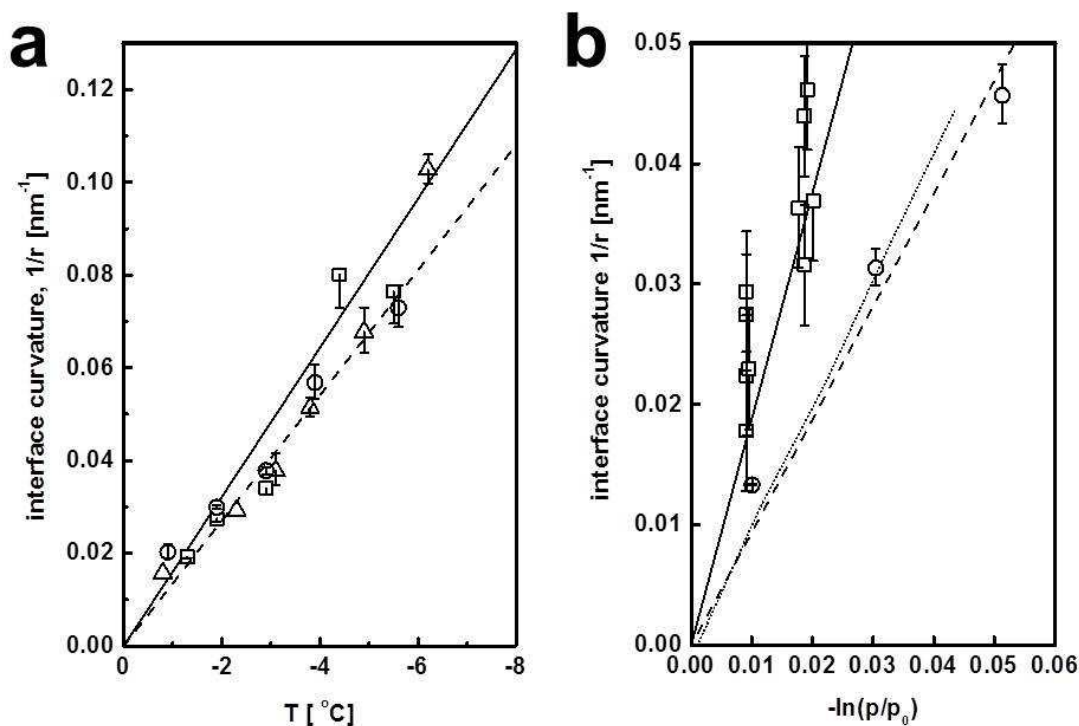 a
interface curvature, 1/r [nm⁻¹]
0.12
0.10
0.08
0.06
0.04
0.02
0.00
0 -2 -4 -6 -8
T [ °C]
b
interface curvature 1/r [nm⁻¹]
0.05
0.04
0.03
0.02
0.01
0.00
0.00 0.01 0.02 0.03 0.04 0.05 0.06
-ln(p/p₀)